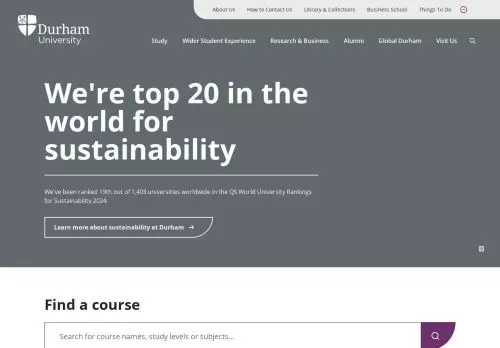 About Us How to Contact Us Library & Collections Business School Things To Do
Durham
University
Study Wider Student Experience Research & Business Alumni Global Durham Visit Us
We're top 20 in the
world for
sustainability
We've been ranked 19th out of 1,403 universities worldwide in the QS World University Rankings
for Sustainability 2024.
Learn more about sustainability at Durham
Find a course
Search for course names, study levels or subjects...